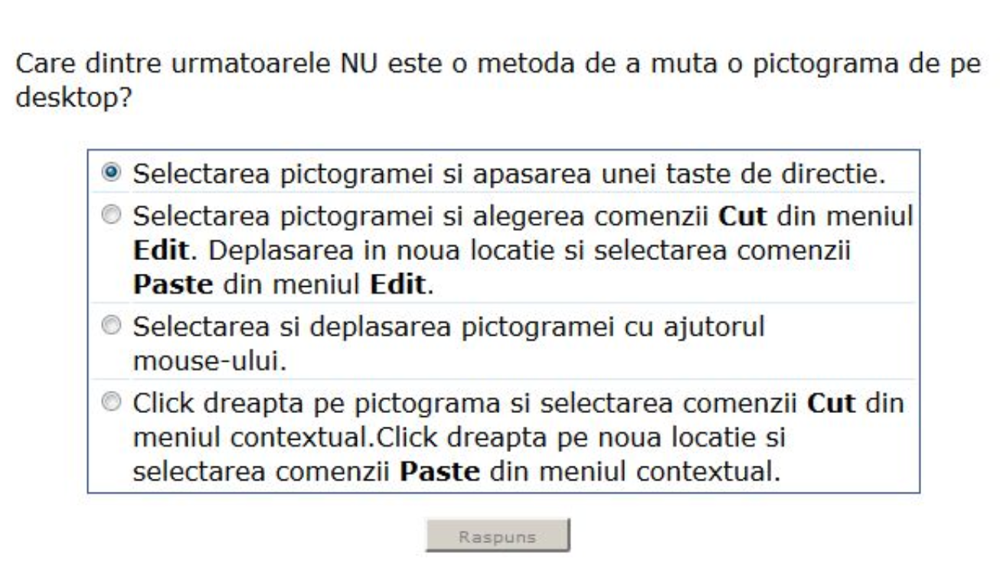 Care dintre urmatoarele NU este o metoda de a muta o pictograma de pe
desktop?
Selectarea pictogramei si apasarea unei taste de directie.
Selectarea pictogramei si alegerea comenzii Cut din meniul
Edit. Deplasarea in noua locatie si selectarea comenzii
Paste din meniul Edit.
Selectarea si deplasarea pictogramei cu ajutorul
mouse-ului.
Click dreapta pe pictograma si selectarea comenzii Cut din
meniul contextual.Click dreapta pe noua locatie si
selectarea comenzii Paste din meniul contextual.
Raspuns